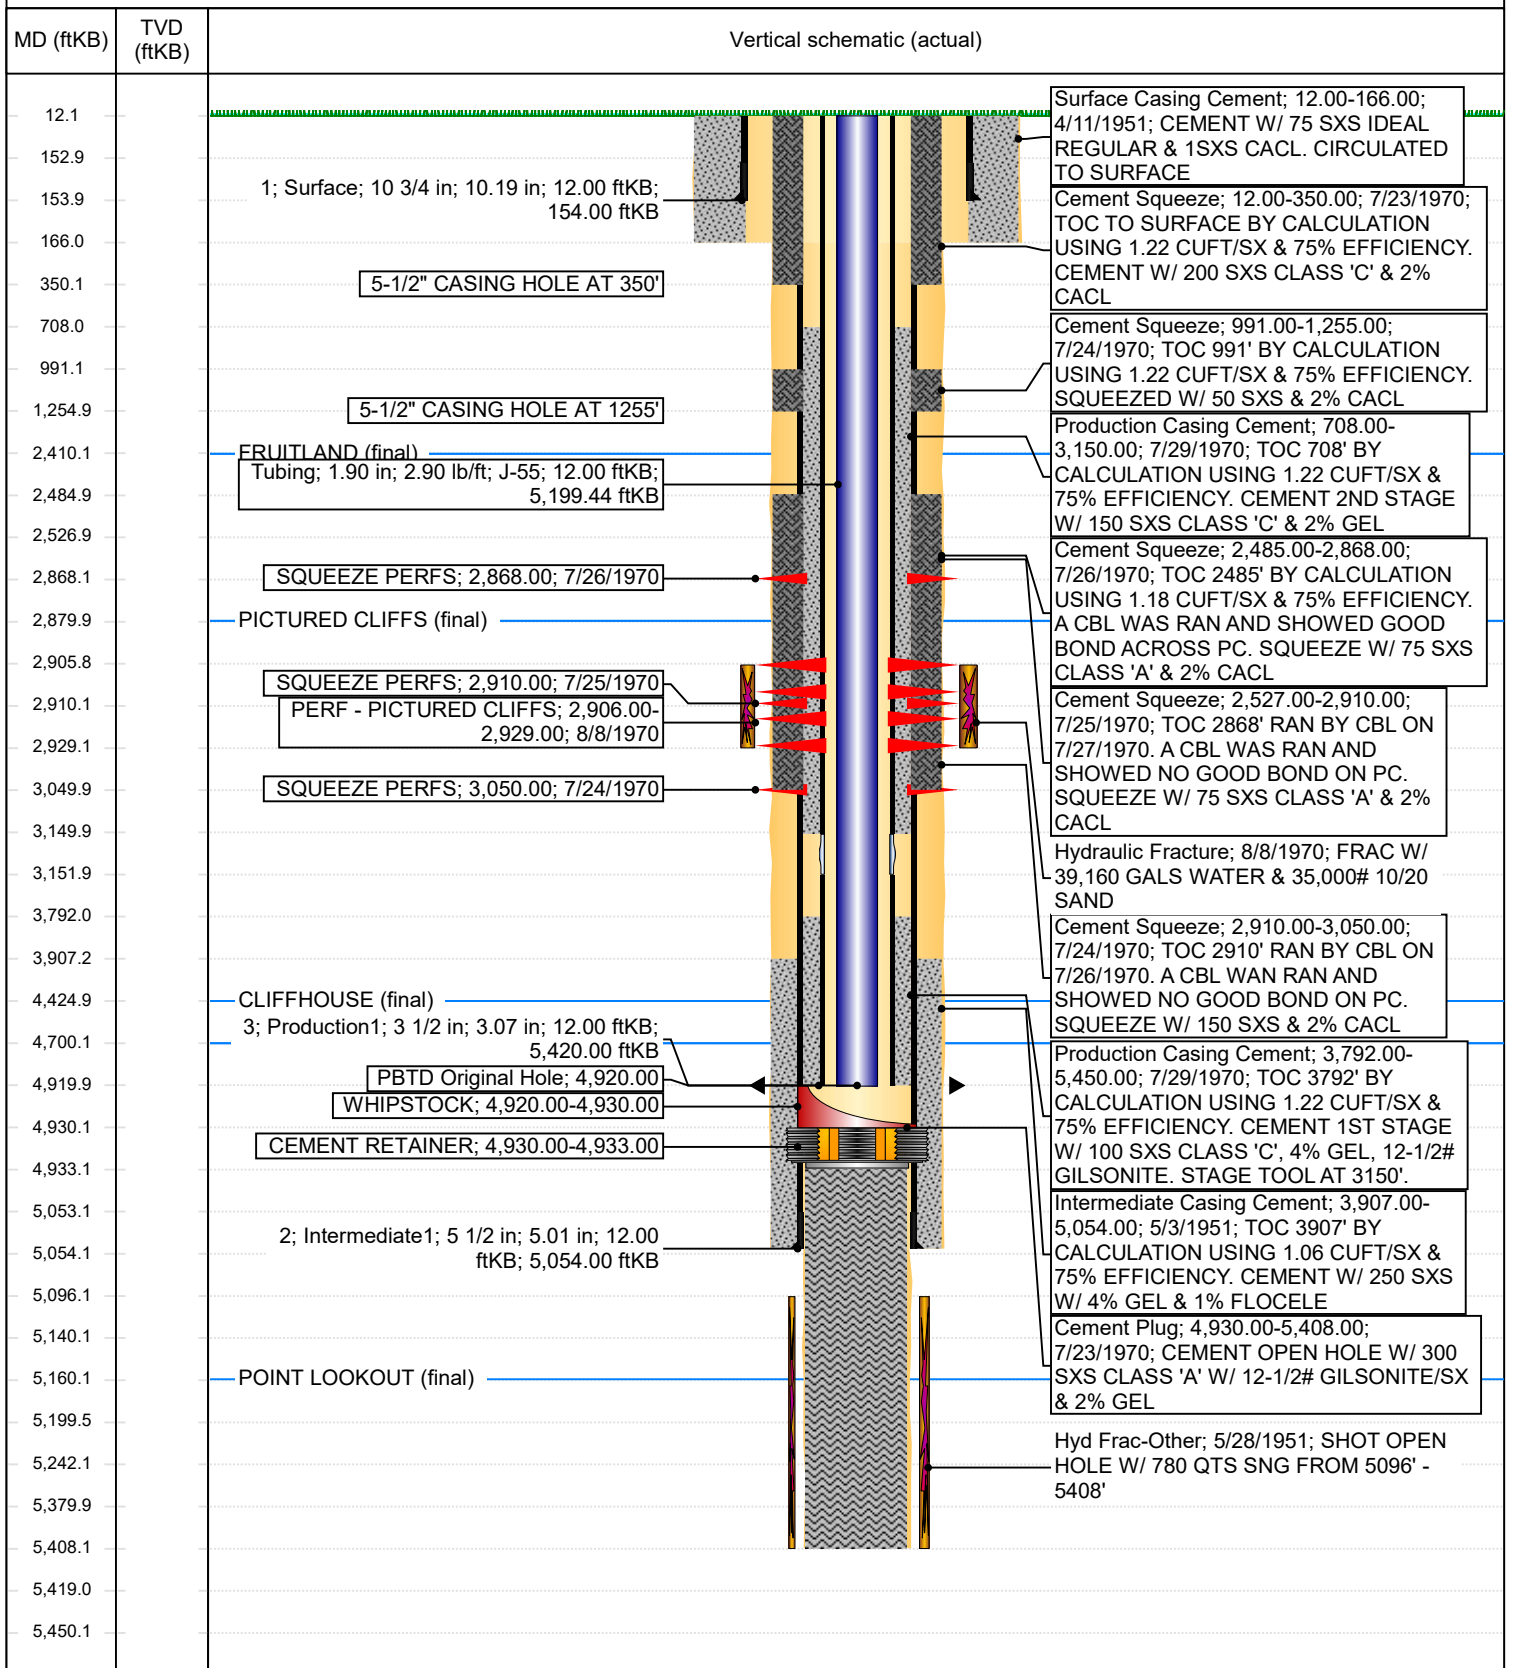 MD (ftKB)
TVD
(ftKB)
Vertical schematic (actual)
12.1
152.9
153.9
166.0
350.1
708.0
991.1
1,254.9
2,410.1
2,484.9
2,526.9
2,868.1
2,879.9
2,905.8
2,910.1
2,929.1
3,049.9
3,149.9
3,151.9
3,792.0
3,907.2
4,424.9
4,700.1
4,919.9
4,930.1
4,933.1
5,053.1
5,054.1
5,096.1
5,140.1
5,160.1
5,199.5
5,242.1
5,379.9
5,408.1
5,419.0
5,450.1
1; Surface; 10 3/4 in; 10.19 in; 12.00 ftKB;
154.00 ftKB
5-1/2" CASING HOLE AT 350'
5-1/2" CASING HOLE AT 1255'
FRUITLAND (final)
Tubing; 1.90 in; 2.90 lb/ft; J-55; 12.00 ftKB;
5,199.44 ftKB
SQUEEZE PERFS; 2,868.00; 7/26/1970
PICTURED CLIFFS (final)
SQUEEZE PERFS; 2,910.00; 7/25/1970
PERF - PICTURED CLIFFS; 2,906.00-
2,929.00; 8/8/1970
SQUEEZE PERFS; 3,050.00; 7/24/1970
CLIFFHOUSE (final)
3; Production1; 3 1/2 in; 3.07 in; 12.00 ftKB;
5,420.00 ftKB
PBTD Original Hole; 4,920.00
WHIPSTOCK; 4,920.00-4,930.00
CEMENT RETAINER; 4,930.00-4,933.00
2; Intermediate1; 5 1/2 in; 5.01 in; 12.00
ftKB; 5,054.00 ftKB
POINT LOOKOUT (final)
Surface Casing Cement; 12.00-166.00;
4/11/1951; CEMENT W/ 75 SXS IDEAL
REGULAR & 1SXS CACL. CIRCULATED
TO SURFACE
Cement Squeeze; 12.00-350.00; 7/23/1970;
TOC TO SURFACE BY CALCULATION
USING 1.22 CUFT/SX & 75% EFFICIENCY.
CEMENT W/ 200 SXS CLASS 'C' & 2%
CACL
Cement Squeeze; 991.00-1,255.00;
7/24/1970; TOC 991' BY CALCULATION
USING 1.22 CUFT/SX & 75% EFFICIENCY.
SQUEEZED W/ 50 SXS & 2% CACL
Production Casing Cement; 708.00-
3,150.00; 7/29/1970; TOC 708' BY
CALCULATION USING 1.22 CUFT/SX &
75% EFFICIENCY. CEMENT 2ND STAGE
W/ 150 SXS CLASS 'C' & 2% GEL
Cement Squeeze; 2,485.00-2,868.00;
7/26/1970; TOC 2485' BY CALCULATION
USING 1.18 CUFT/SX & 75% EFFICIENCY.
A CBL WAS RAN AND SHOWED GOOD
BOND ACROSS PC. SQUEEZE W/ 75 SXS
CLASS 'A' & 2% CACL
Cement Squeeze; 2,527.00-2,910.00;
7/25/1970; TOC 2868' RAN BY CBL ON
7/27/1970. A CBL WAS RAN AND
SHOWED NO GOOD BOND ON PC.
SQUEEZE W/ 75 SXS CLASS 'A' & 2%
CACL
Hydraulic Fracture; 8/8/1970; FRAC W/
39,160 GALS WATER & 35,000# 10/20
SAND
Cement Squeeze; 2,910.00-3,050.00;
7/24/1970; TOC 2910' RAN BY CBL ON
7/26/1970. A CBL WAN RAN AND
SHOWED NO GOOD BOND ON PC.
SQUEEZE W/ 150 SXS & 2% CACL
Production Casing Cement; 3,792.00-
5,450.00; 7/29/1970; TOC 3792' BY
CALCULATION USING 1.22 CUFT/SX &
75% EFFICIENCY. CEMENT 1ST STAGE
W/ 100 SXS CLASS 'C', 4% GEL, 12-1/2#
GILSONITE. STAGE TOOL AT 3150'.
Intermediate Casing Cement; 3,907.00-
5,054.00; 5/3/1951; TOC 3907' BY
CALCULATION USING 1.06 CUFT/SX &
75% EFFICIENCY. CEMENT W/ 250 SXS
W/ 4% GEL & 1% FLOCELE
Cement Plug; 4,930.00-5,408.00;
7/23/1970; CEMENT OPEN HOLE W/ 300
SXS CLASS 'A' W/ 12-1/2# GILSONITE/SX
& 2% GEL
Hyd Frac-Other; 5/28/1951; SHOT OPEN
HOLE W/ 780 QTS SNG FROM 5096' -
5408'